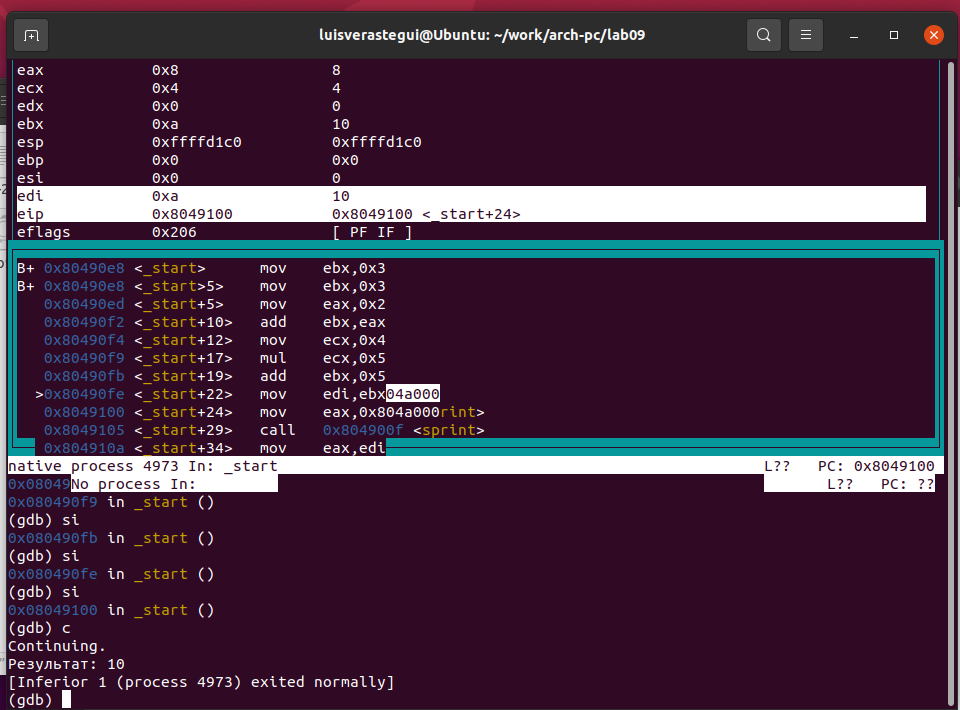 luisverastegui@Ubuntu: ~/work/arch-pc/lab09
eax 0x8 8
ecx 0x4 4
edx 0x0 0
ebx 0xa 10
esp 0xffffd1c0 0xffffd1c0
ebp 0x0 0x0
esi 0x0 0
edi 0xa 10
eip 0x8049100 0x8049100 <_start+24>
eflags 0x206 [ PF IF ]
B+ 0x80490e8 <_start> mov ebx,0x3
B+ 0x80490e8 <_start>5> mov ebx,0x3
0x80490ed <_start+5> mov eax,0x2
0x80490f2 <_start+10> add ebx,eax
0x80490f4 <_start+12> mov ecx,0x4
0x80490f9 <_start+17> mul ecx,0x5
0x80490fb <_start+19> add ebx,0x5
>0x80490fe <_start+22> mov edi,ebx04a000
0x8049100 <_start+24> mov eax,0x804a000rint>
0x8049105 <_start+29> call 0x804900f <sprint>
0x804910a <_start+34> mov eax,edi
native process 4973 In: _start L?? PC: 0x8049100
0x08049No process In: L?? PC: ??
0x080490f9 in _start ()
(gdb) si
0x080490fb in _start ()
(gdb) si
0x080490fe in _start ()
(gdb) si
0x08049100 in _start ()
(gdb) c
Continuing.
Результат: 10
[Inferior 1 (process 4973) exited normally]
(gdb)